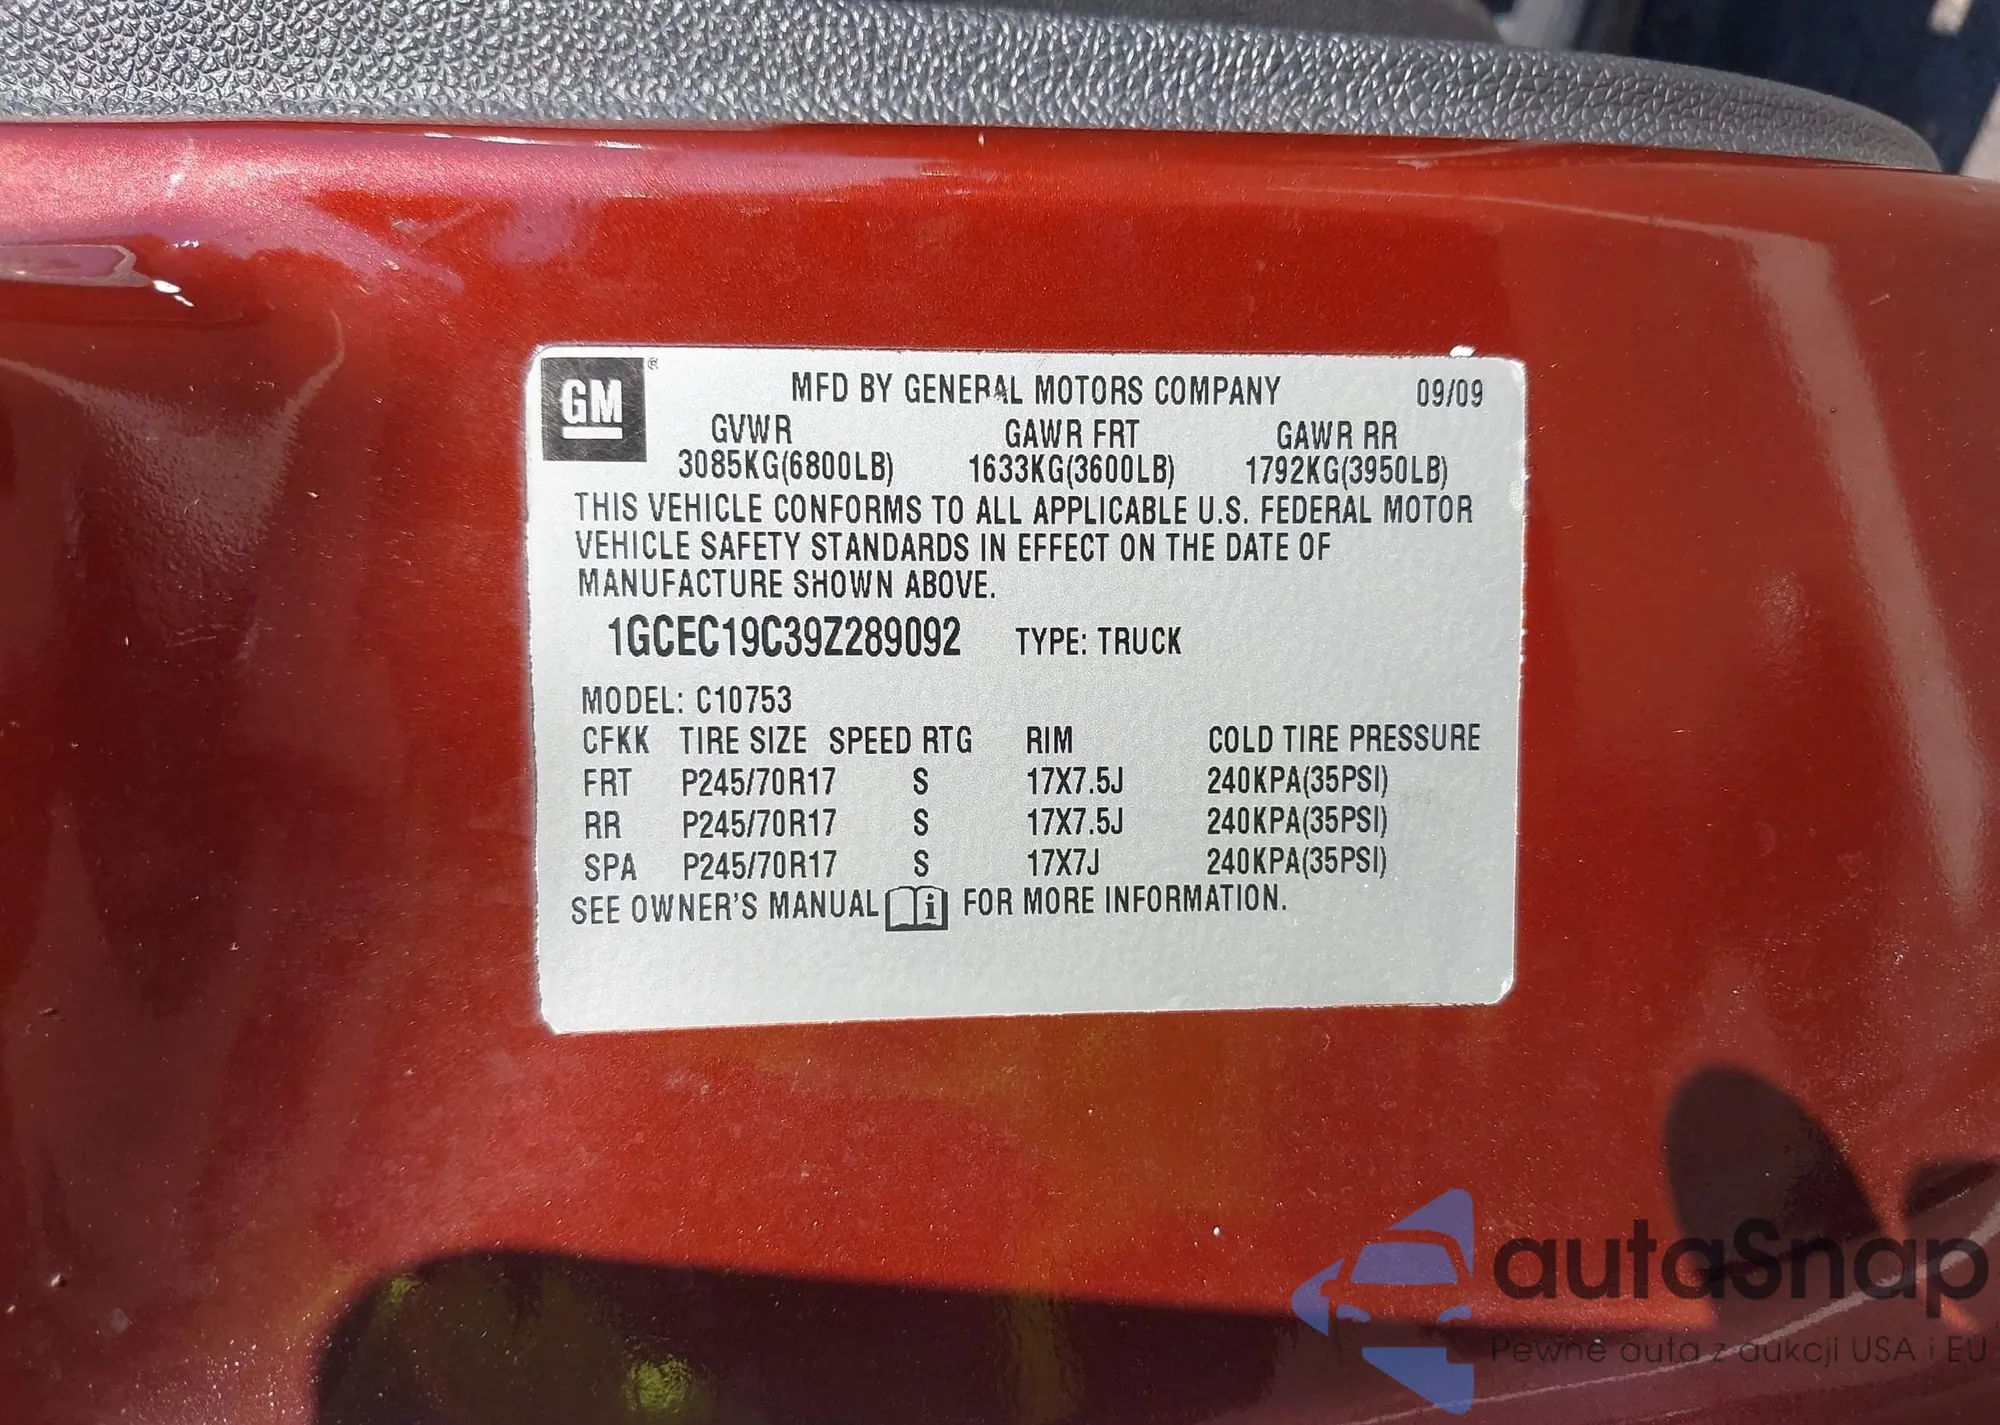 GM ® MFD BY GENERAL MOTORS COMPANY 09/09
GVWR GAWR FRT GAWR RR
3085KG(6800LB) 1633KG(3600LB) 1792KG(3950LB)
THIS VEHICLE CONFORMS TO ALL APPLICABLE U.S. FEDERAL MOTOR
VEHICLE SAFETY STANDARDS IN EFFECT ON THE DATE OF
MANUFACTURE SHOWN ABOVE.
1GCEC19C39Z289092 TYPE: TRUCK
MODEL: C10753
CFKK TIRE SIZE SPEED RTG RIM COLD TIRE PRESSURE
FRT P245/70R17 S 17X7.5J 240KPA(35PSI)
RR P245/70R17 S 17X7.5J 240KPA(35PSI)
SPA P245/70R17 S 17X7J 240KPA(35PSI)
SEE OWNER'S MANUAL i FOR MORE INFORMATION.
autaSnap
Pewne auta z aukcji USA i EU